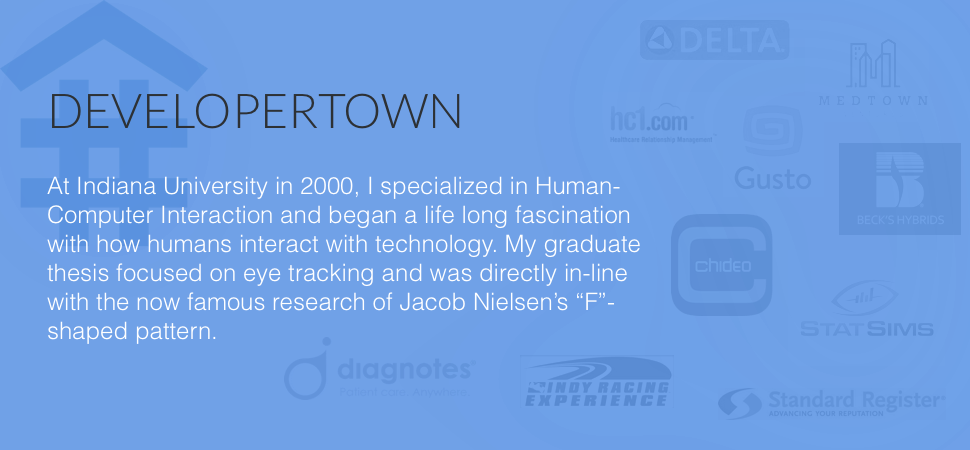 DELTA
MEDTOWN
DEVELOPERTOWN
hc1.com
Healthcare Relationship Management
Gusto
BECK'S HYBRIDS
At Indiana University in 2000, I specialized in Human-
Computer Interaction and began a life long fascination
with how humans interact with technology. My graduate
thesis focused on eye tracking and was directly in-line
with the now famous research of Jacob Nielsen’s “F”-
shaped pattern.
chideo
STATSIMS
diagnotes
INDY RACING
EXPERIENCE
Standard Register
ADVANCING YOUR REPUTATION